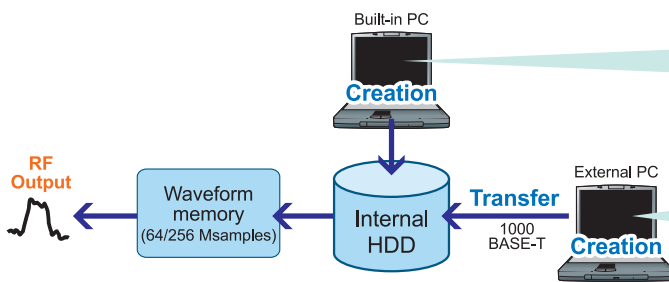 Built-in PC
Creation
RF
Output
Waveform
memory
(64/256 Msamples)
Internal
HDD
Transfer
1000
BASE-T
External PC
Creation